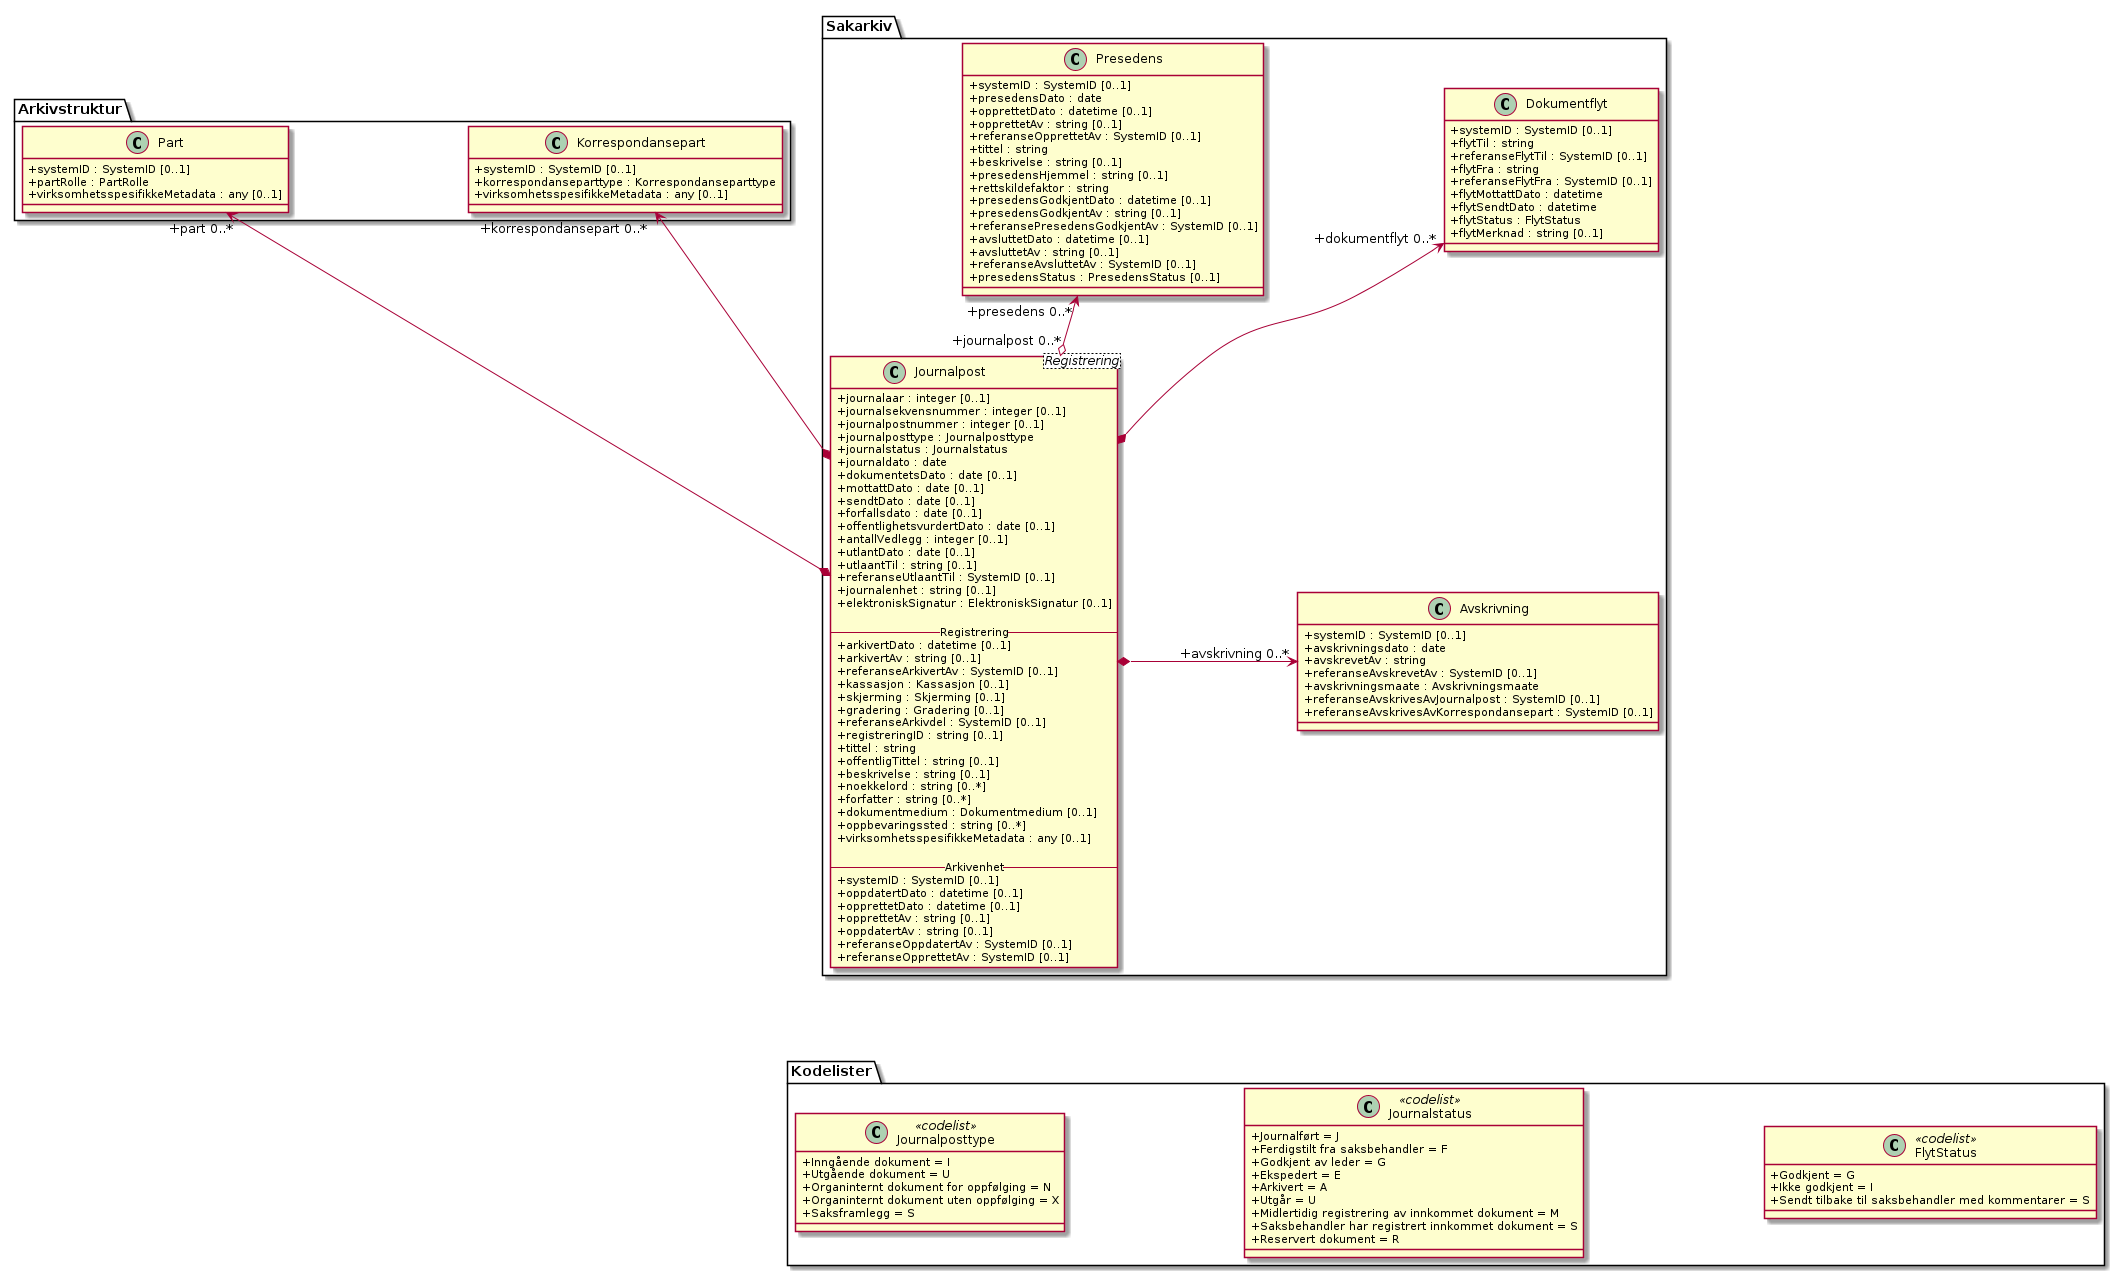 Arkivstruktur
C Part
+systemID : SystemID [0..1]
+partRolle : PartRolle
+virksomhetsspesifikkeMetadata : any [0..1]
C Korrespondansepart
+systemID : SystemID [0..1]
+korrespondanseparttype : Korrespondanseparttype
+virksomhetsspesifikkeMetadata : any [0..1]
+part 0..*
+korrespondansepart 0..*
Sakarkiv
C Presedens
+systemID : SystemID [0..1]
+presedensDato : date
+opprettetDato : datetime [0..1]
+opprettetAv : string [0..1]
+referanseOpprettetAv : SystemID [0..1]
+tittel : string
+beskrivelse : string [0..1]
+presedensHjemmel : string [0..1]
+rettskildefaktor : string
+presedensGodkjentDato : datetime [0..1]
+presedensGodkjentAv : string [0..1]
+referansePresedensGodkjentAv : SystemID [0..1]
+avsluttetDato : datetime [0..1]
+avsluttetAv : string [0..1]
+referanseAvsluttetAv : SystemID [0..1]
+presedensStatus : PresedensStatus [0..1]
C Dokumentflyt
+systemID : SystemID [0..1]
+flytTil : string
+referanseFlytTil : SystemID [0..1]
+flytFra : string
+referanseFlytFra : SystemID [0..1]
+flytMottattDato : datetime
+flytSendtDato : datetime
+flytStatus : FlytStatus
+flytMerknad : string [0..1]
+dokumentflyt 0..*
+presedens 0..*
+journalpost 0..*
Registrering
C Journalpost
+journalaar : integer [0..1]
+journalsekvensnummer : integer [0..1]
+journalpostnummer : integer [0..1]
+journalposttype : Journalposttype
+journalstatus : Journalstatus
+journaldato : date
+dokumentetsDato : date [0..1]
+mottattDato : date [0..1]
+sendtDato : date [0..1]
+forfallsdato : date [0..1]
+offentlighetsvurdertDato : date [0..1]
+antallVedlegg : integer [0..1]
+utlantDato : date [0..1]
+utlaantTil : string [0..1]
+referanseUtlaantTil : SystemID [0..1]
+journalenhet : string [0..1]
+elektroniskSignatur : ElektroniskSignatur [0..1]
Registrering
+arkivertDato : datetime [0..1]
+arkivertAv : string [0..1]
+referanseArkivertAv : SystemID [0..1]
+kassasjon : Kassasjon [0..1]
+skjerming : Skjerming [0..1]
+gradering : Gradering [0..1]
+referanseArkivdel : SystemID [0..1]
+registreringID : string [0..1]
+tittel : string
+offentligTittel : string [0..1]
+beskrivelse : string [0..1]
+noekkelord : string [0..*]
+forfatter : string [0..*]
+dokumentmedium : Dokumentmedium [0..1]
+oppbevaringssted : string [0..*]
+virksomhetsspesifikkeMetadata : any [0..1]
Arkivenhet
+systemID : SystemID [0..1]
+oppdatertDato : datetime [0..1]
+opprettetDato : datetime [0..1]
+opprettetAv : string [0..1]
+oppdatertAv : string [0..1]
+referanseOppdatertAv : SystemID [0..1]
+referanseOpprettetAv : SystemID [0..1]
+avskrivning 0..*
C Avskrivning
+systemID : SystemID [0..1]
+avskrivningsdato : date
+avskrevetAv : string
+referanseAvskrevetAv : SystemID [0..1]
+avskrivningsmaate : Avskrivningsmaate
+referanseAvskrivesAvJournalpost : SystemID [0..1]
+referanseAvskrivesAvKorrespondansepart : SystemID [0..1]
Kodelister
C «codelist»
Journalposttype
+Inngående dokument = I
+Utgående dokument = U
+Organinternt dokument for oppfølging = N
+Organinternt dokument uten oppfølging = X
+Saksframlegg = S
C «codelist»
Journalstatus
+Journalført = J
+Ferdigstilt fra saksbehandler = F
+Godkjent av leder = G
+Ekspedert = E
+Arkivert = A
+Utgår = U
+Midlertidig registrering av innkommet dokument = M
+Saksbehandler har registrert innkommet dokument = S
+Reservert dokument = R
C «codelist»
FlytStatus
+Godkjent = G
+Ikke godkjent = I
+Sendt tilbake til saksbehandler med kommentarer = S